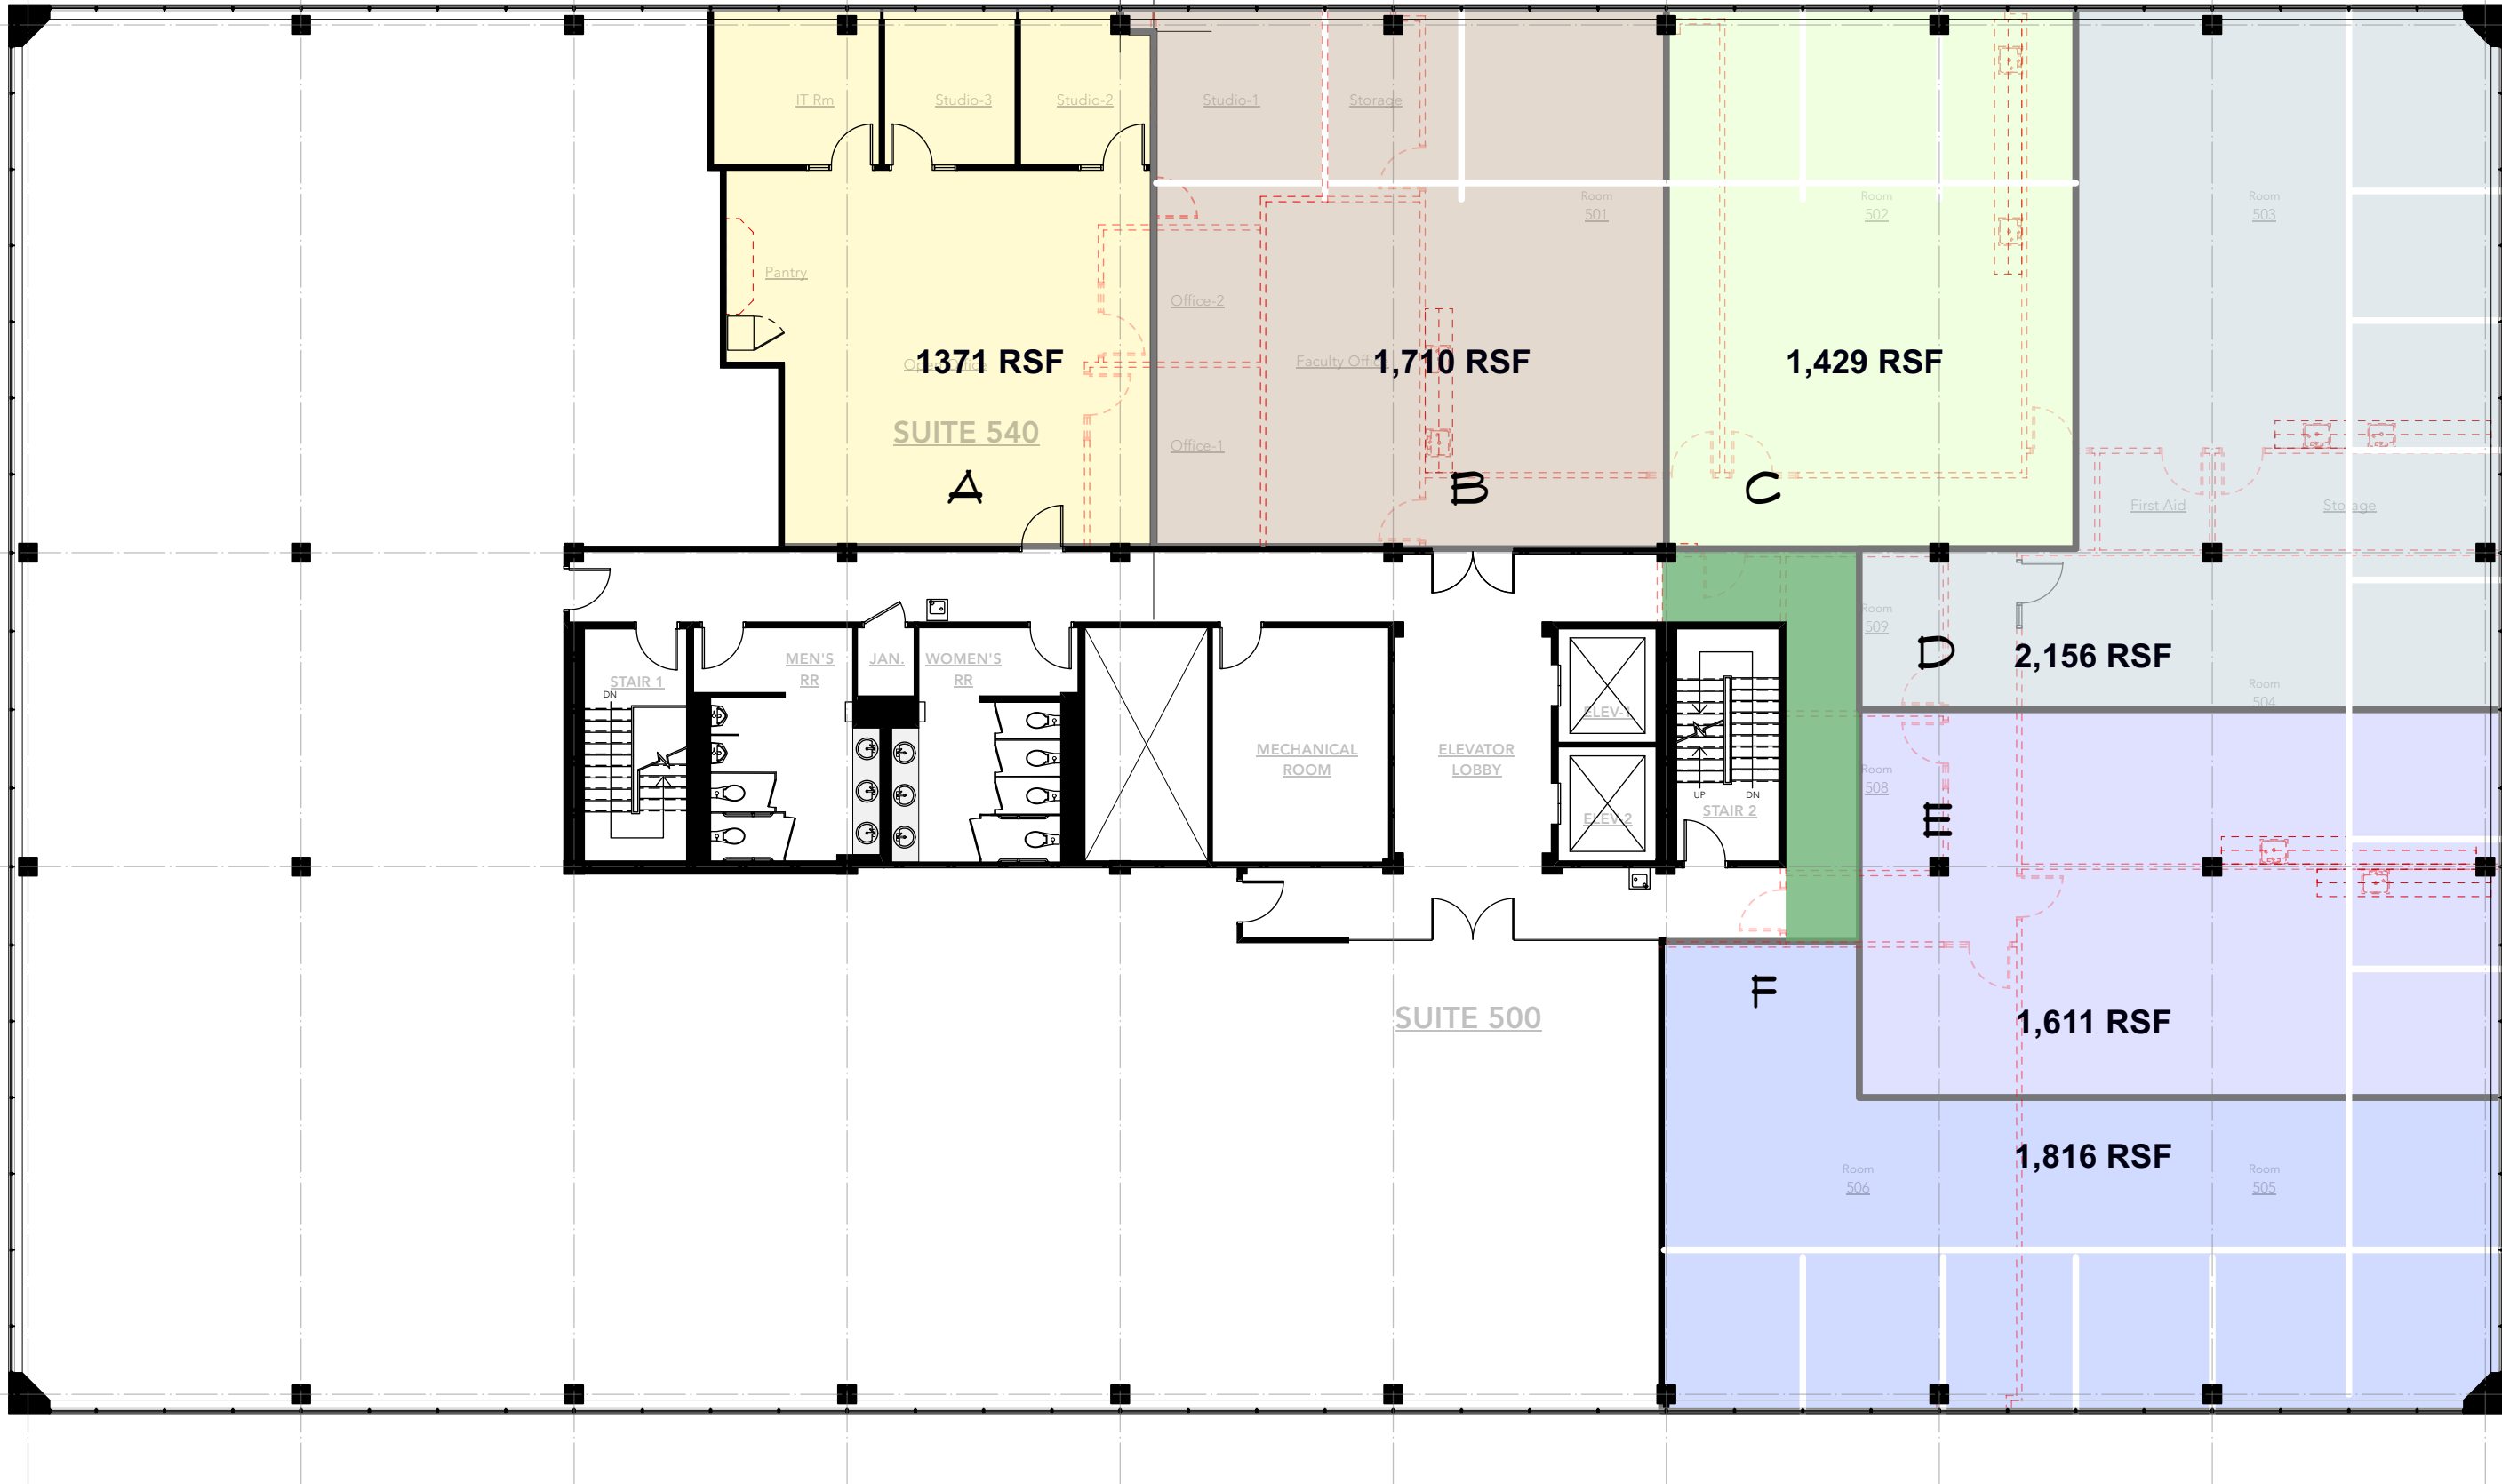 IT Rm
Studio-3
Studio-2
Studio-1
Storage
Room
501
Room
502
Room
503
Pantry
Office-2
Open Office
1371 RSF
Faculty Office
1,710 RSF
1,429 RSF
SUITE 540
Office-1
A
B
C
First Aid
Storage
Room
509
D
2,156 RSF
MEN'S
RR
JAN.
WOMEN'S
RR
STAIR 1
DN
Room
504
ELEV-1
MECHANICAL
ROOM
ELEVATOR
LOBBY
Room
508
UP
DN
STAIR 2
ELEV-2
E
F
SUITE 500
1,611 RSF
1,816 RSF
Room
506
Room
505